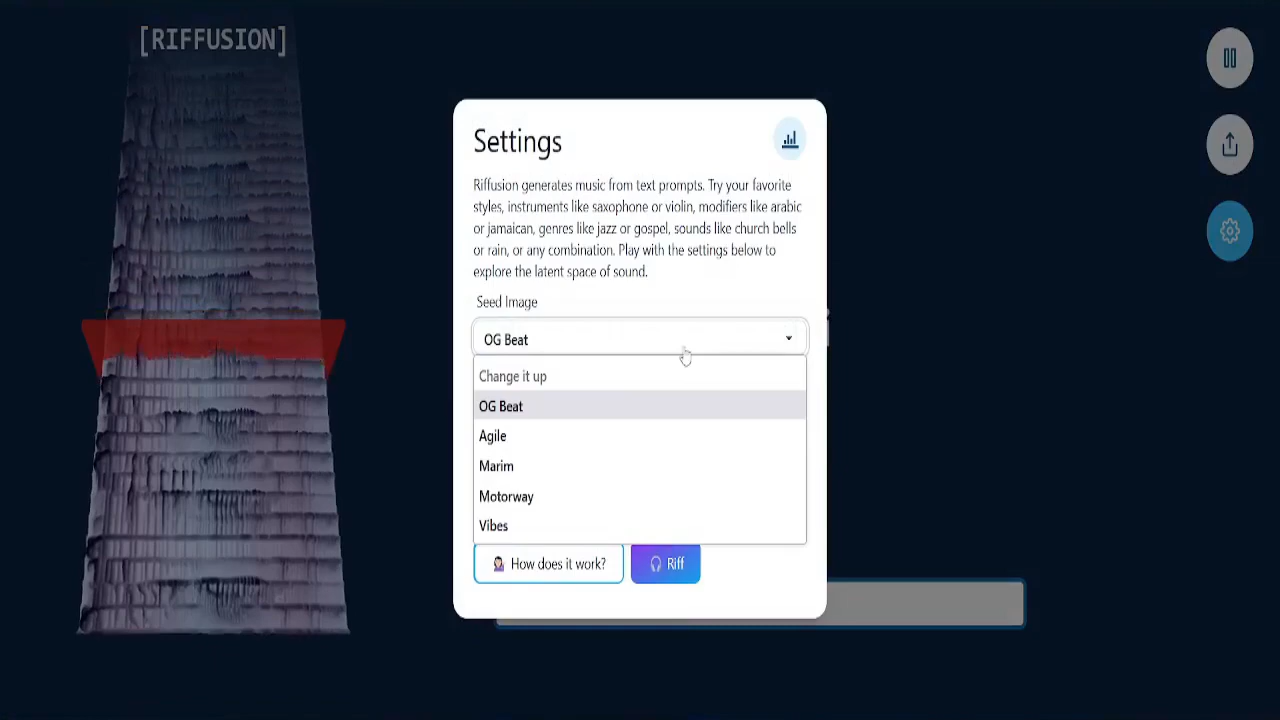 [RIFFUSION]
Settings
Riffusion generates music from text prompts. Try your favorite
styles, instruments like saxophone or violin, modifiers like arabic
or jamaican, genres like jazz or gospel, sounds like church bells
or rain, or any combination. Play with the settings below to
explore the latent space of sound.
Seed Image
OG Beat
Change it up
OG Beat
Agile
Marim
Motorway
Vibes
How does it work?
Riff